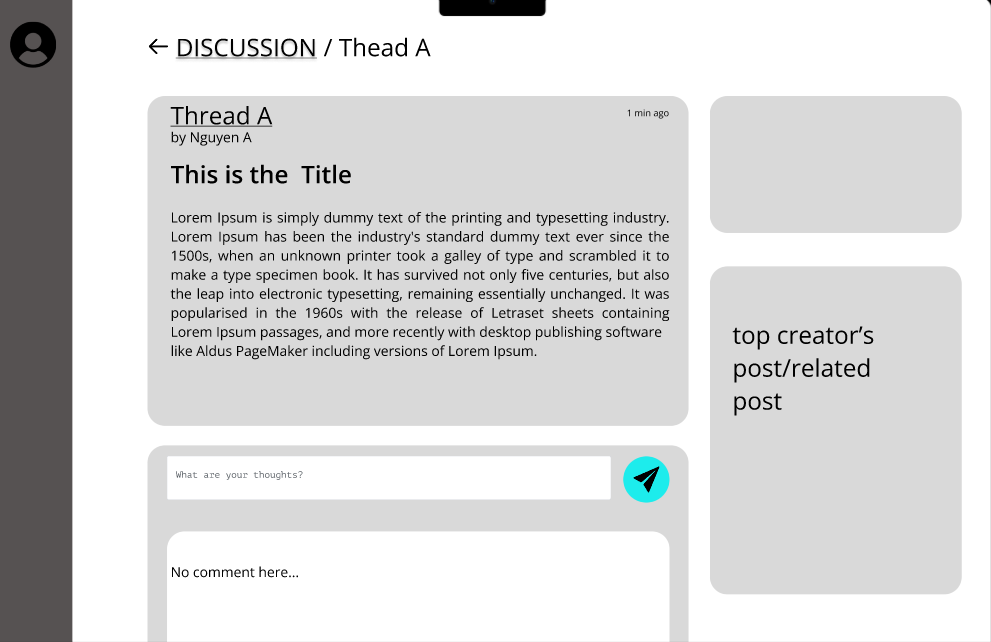 DISCUSSION / Thead A
Thread A
1 min ago
by Nguyen A
This is the  Title
Lorem Ipsum is simply dummy text of the printing and typesetting industry.
Lorem Ipsum has been the industry's standard dummy text ever since the
1500s, when an unknown printer took a galley of type and scrambled it to
make a type specimen book. It has survived not only five centuries, but also
the leap into electronic typesetting, remaining essentially unchanged. It was
popularised in the 1960s with the release of Letraset sheets containing
Lorem Ipsum passages, and more recently with desktop publishing software
like Aldus PageMaker including versions of Lorem Ipsum.
What are your thoughts?
No comment here...
top creator's
post/related
post